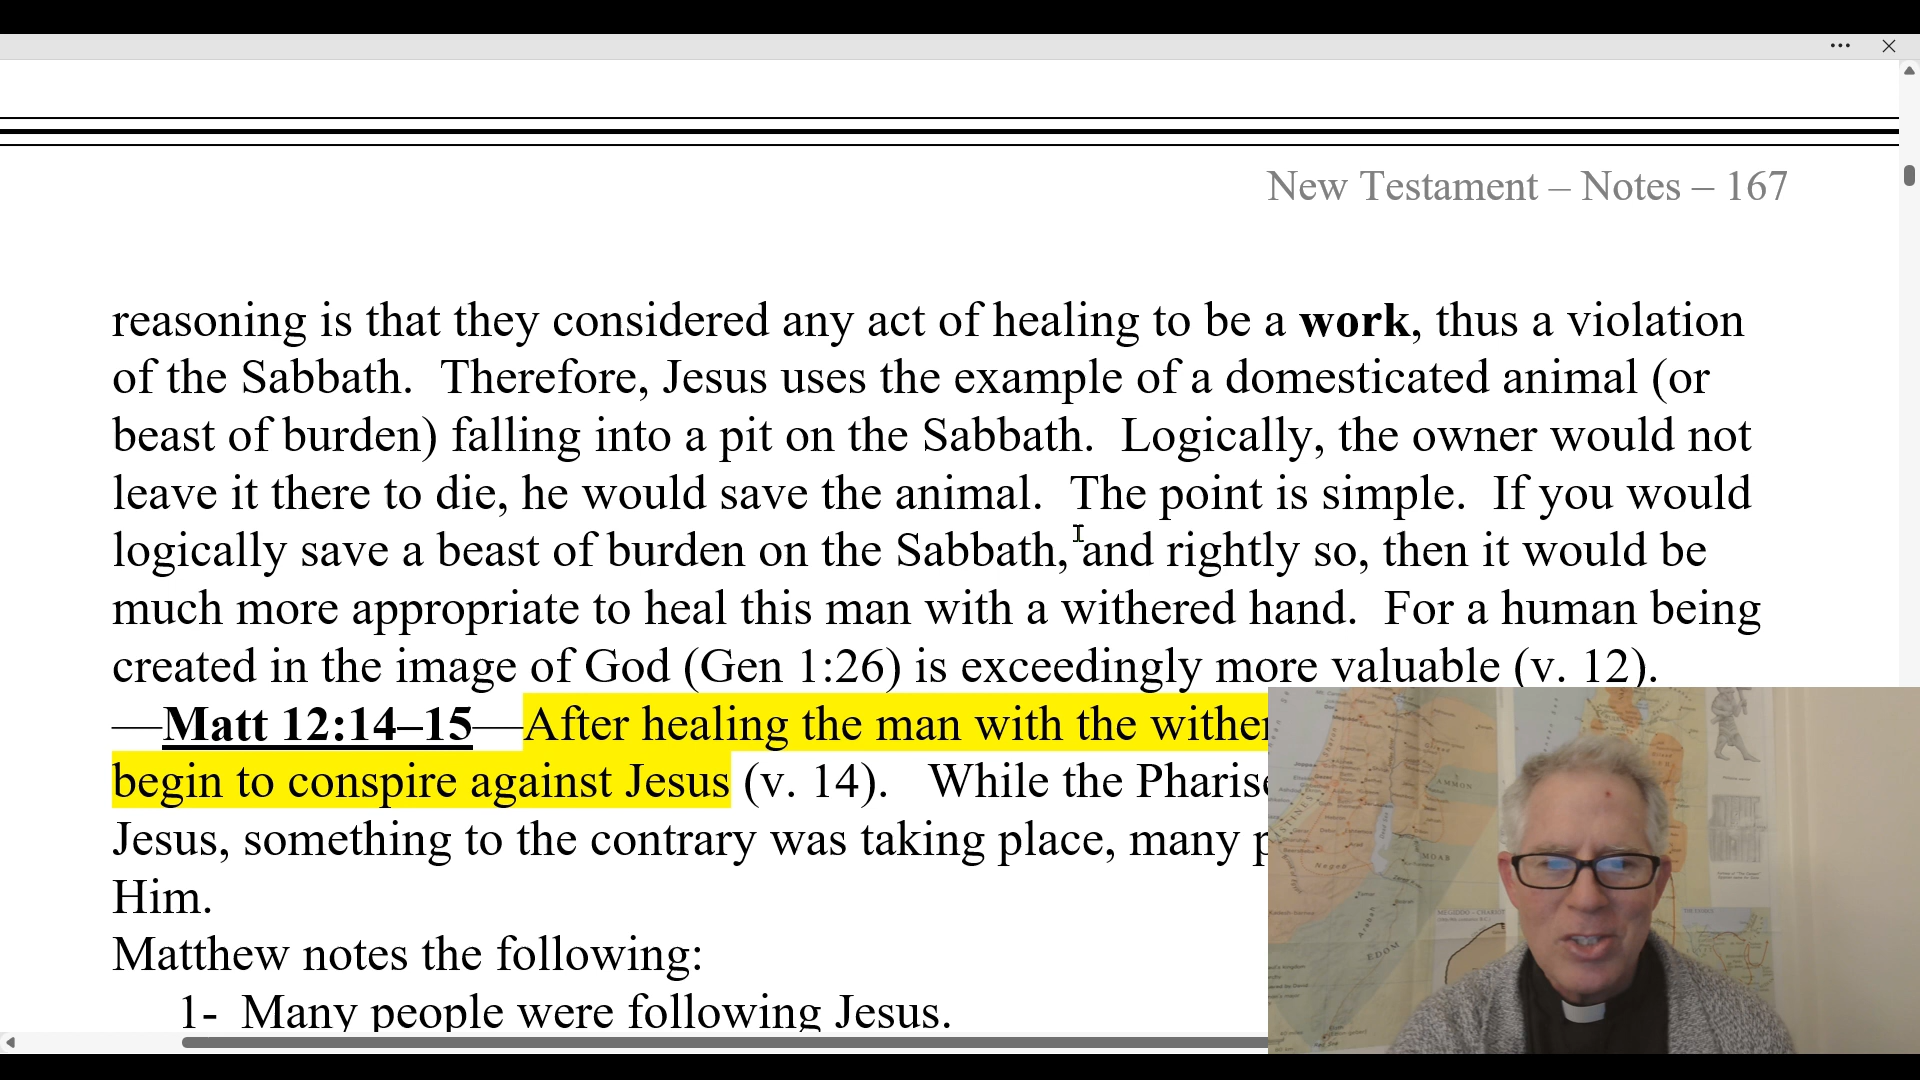 New Testament – Notes – 167
reasoning is that they considered any act of healing to be a work, thus a violation
of the Sabbath. Therefore, Jesus uses the example of a domesticated animal (or
beast of burden) falling into a pit on the Sabbath. Logically, the owner would not
leave it there to die, he would save the animal. The point is simple. If you would
logically save a beast of burden on the Sabbath, and rightly so, then it would be
much more appropriate to heal this man with a withered hand. For a human being
created in the image of God (Gen 1:26) is exceedingly more valuable (v. 12).
—Matt 12:14–15—After healing the man with the
begin to conspire against Jesus (v. 14). While the
Jesus, something to the contrary was taking place, many
Him.
Matthew notes the following:
1- Many people were following Jesus.
AMMON
MOAB
EDOM
Negeb